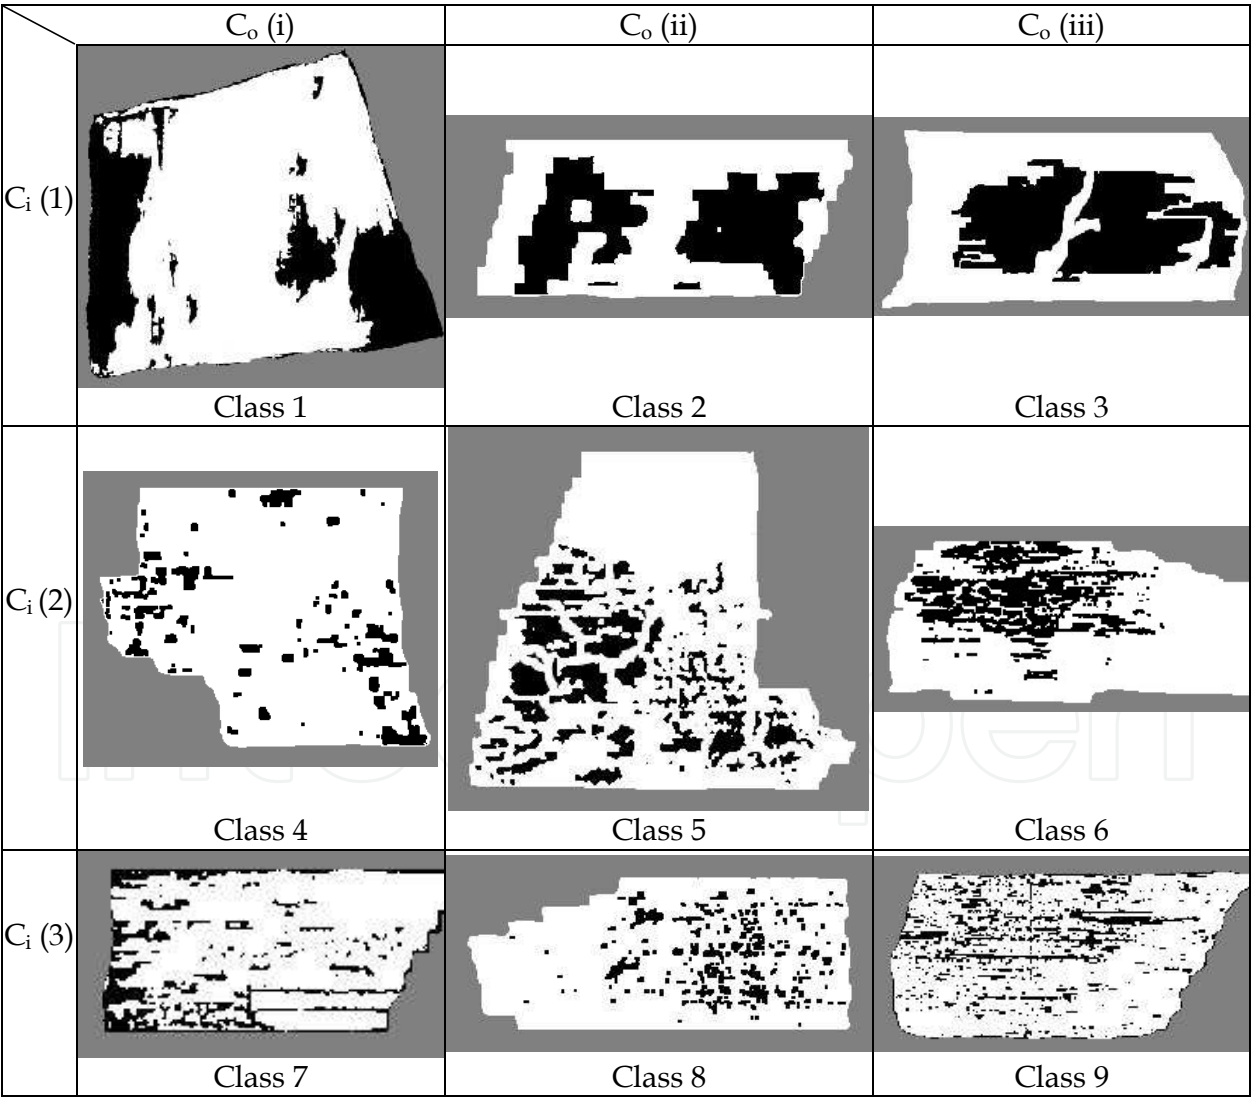 Cₒ (i) Cₒ (ii) Cₒ (iii)
Cᵢ (1)
Class 1 Class 2 Class 3
Cᵢ (2)
Class 4 Class 5 Class 6
Cᵢ (3)
Class 7 Class 8 Class 9